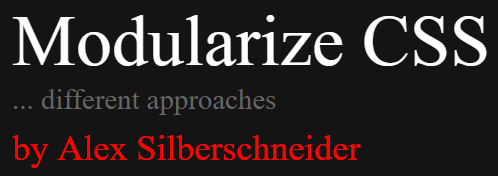 Modularize CSS
... different approaches
by Alex Silberschneider